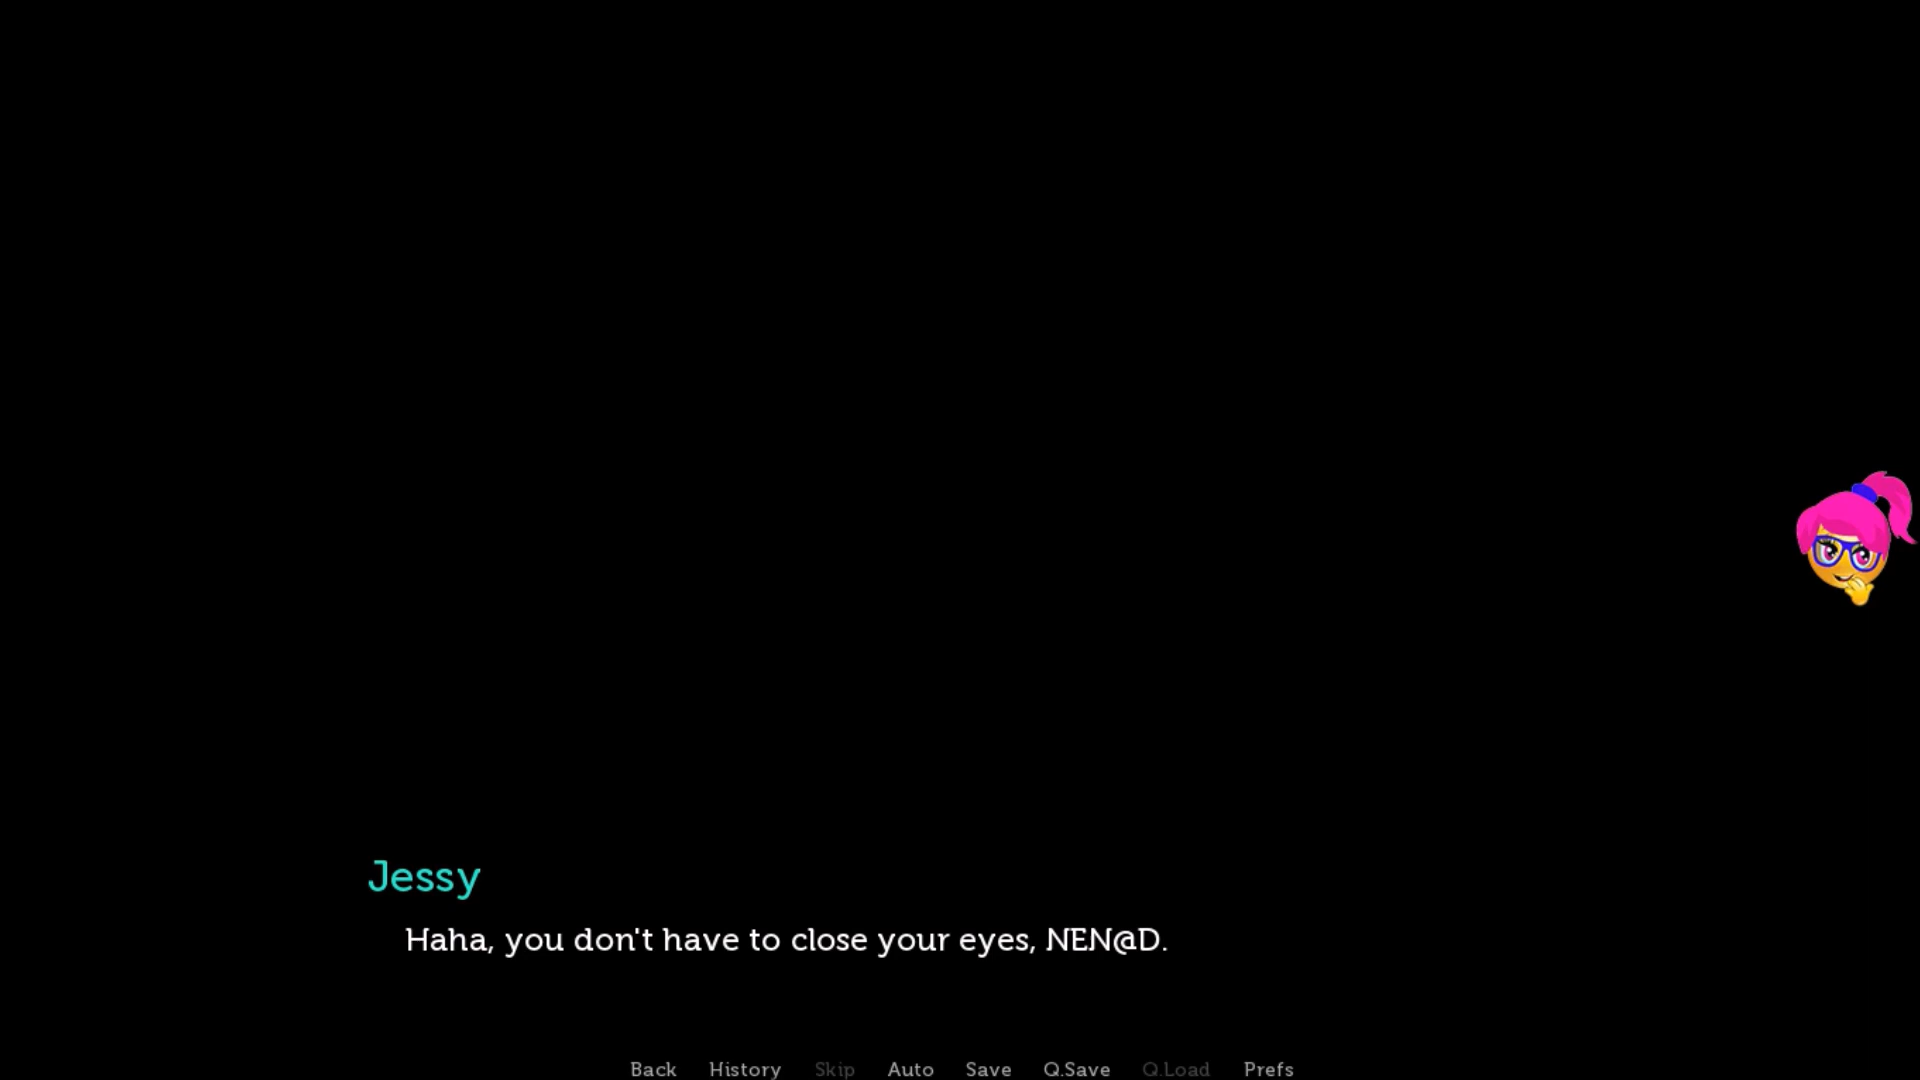 Jessy
Haha, you don't have to close your eyes, NEN@D.
Back History Skip Auto Save Q.Save Q.Load Prefs